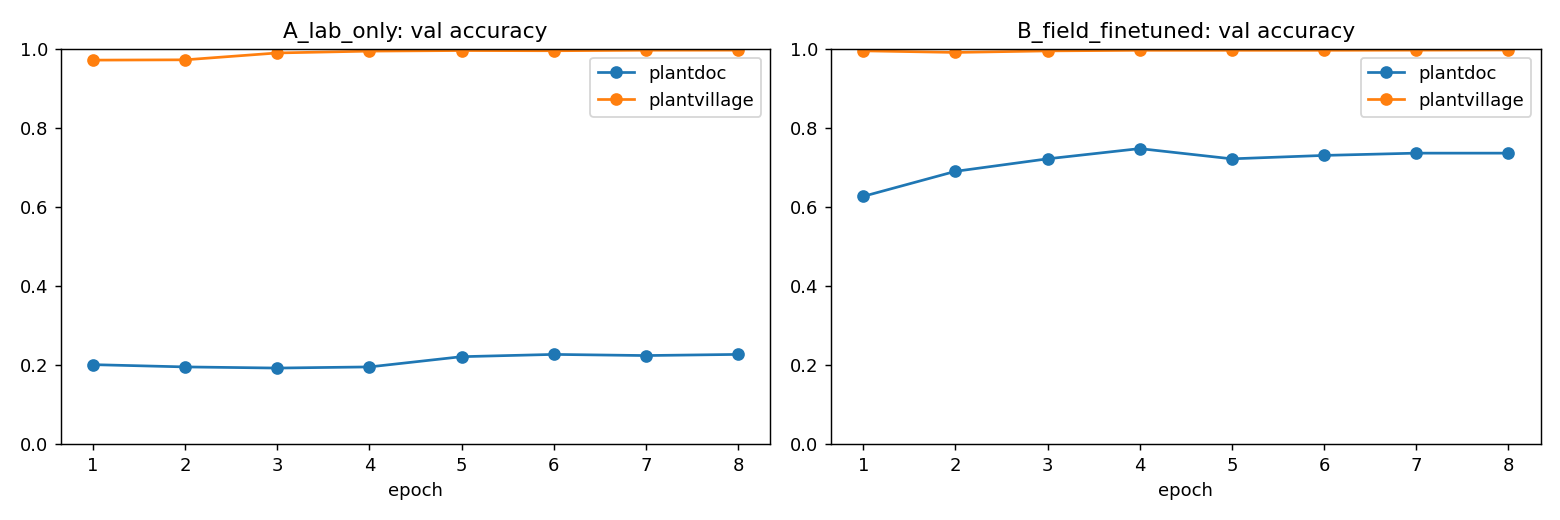 A_lab_only: val accuracy
1.0
0.8
0.6
0.4
0.2
0.0
plantdoc
plantvillage
1 2 3 4 5 6 7 8
epoch
B_field_finetuned: val accuracy
1.0
0.8
0.6
0.4
0.2
0.0
plantdoc
plantvillage
1 2 3 4 5 6 7 8
epoch